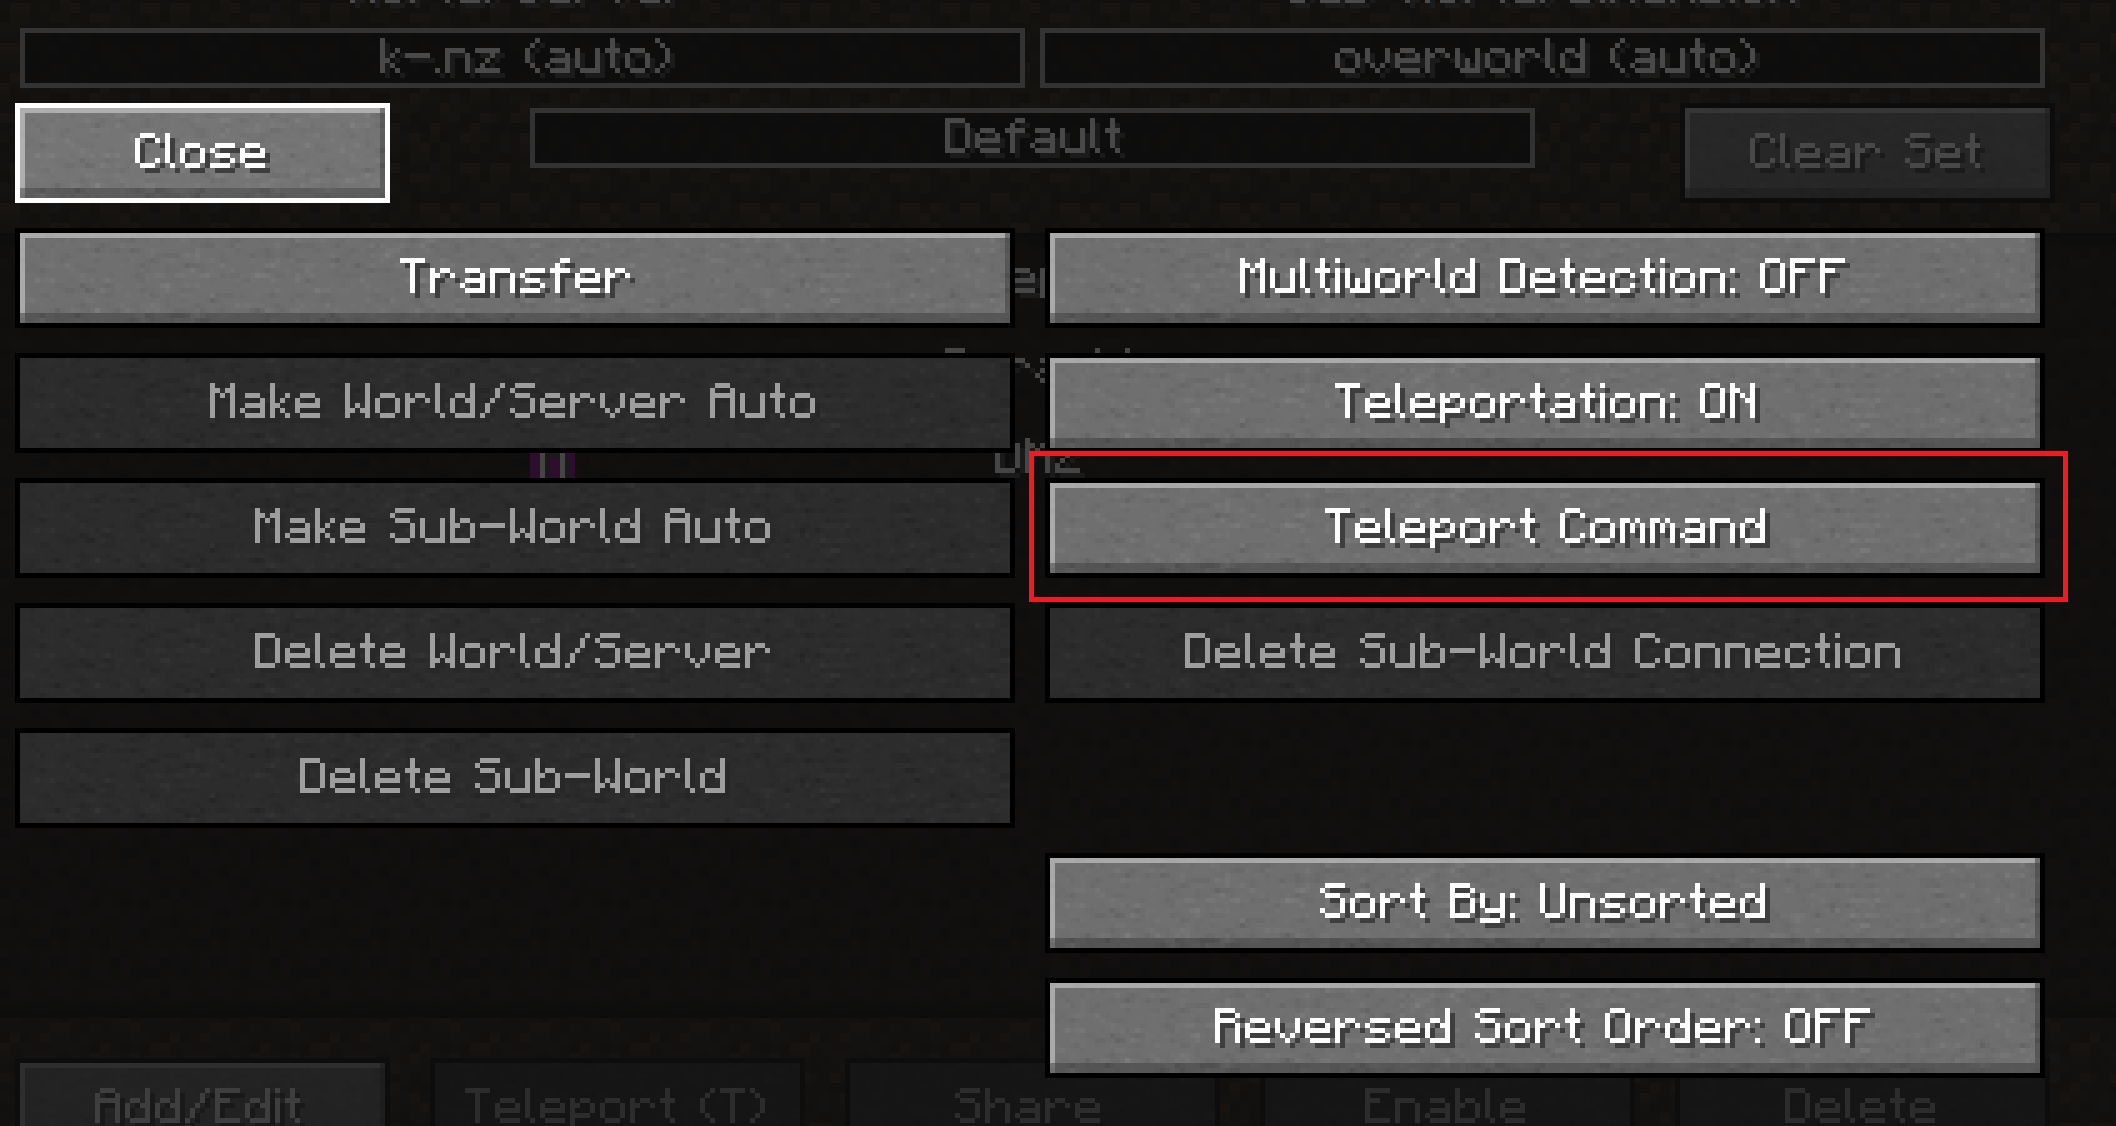 k-.nz (auto)
overworld (auto)
Close
Default
Clear Set
Transfer
Multiworld Detection: OFF
Make World/Server Auto
Teleportation: ON
Make Sub-World Auto
Teleport Command
Delete World/Server
Delete Sub-World Connection
Delete Sub-World
Sort By: Unsorted
Reversed Sort Order: OFF
Add/Edit
Teleport (T)
Share
Enable
Delete